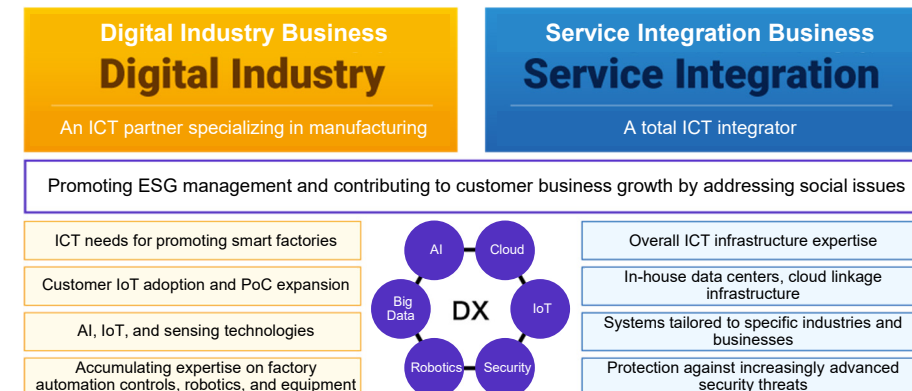 Digital Industry Business
Digital Industry
An ICT partner specializing in manufacturing
Service Integration Business
Service Integration
A total ICT integrator
Promoting ESG management and contributing to customer business growth by addressing social issues
ICT needs for promoting smart factories
Customer IoT adoption and PoC expansion
AI, IoT, and sensing technologies
Accumulating expertise on factory
automation controls, robotics, and equipment
AI
Cloud
Big
Data
DX
IoT
Robotics
Security
Overall ICT infrastructure expertise
In-house data centers, cloud linkage
infrastructure
Systems tailored to specific industries and
businesses
Protection against increasingly advanced
security threats